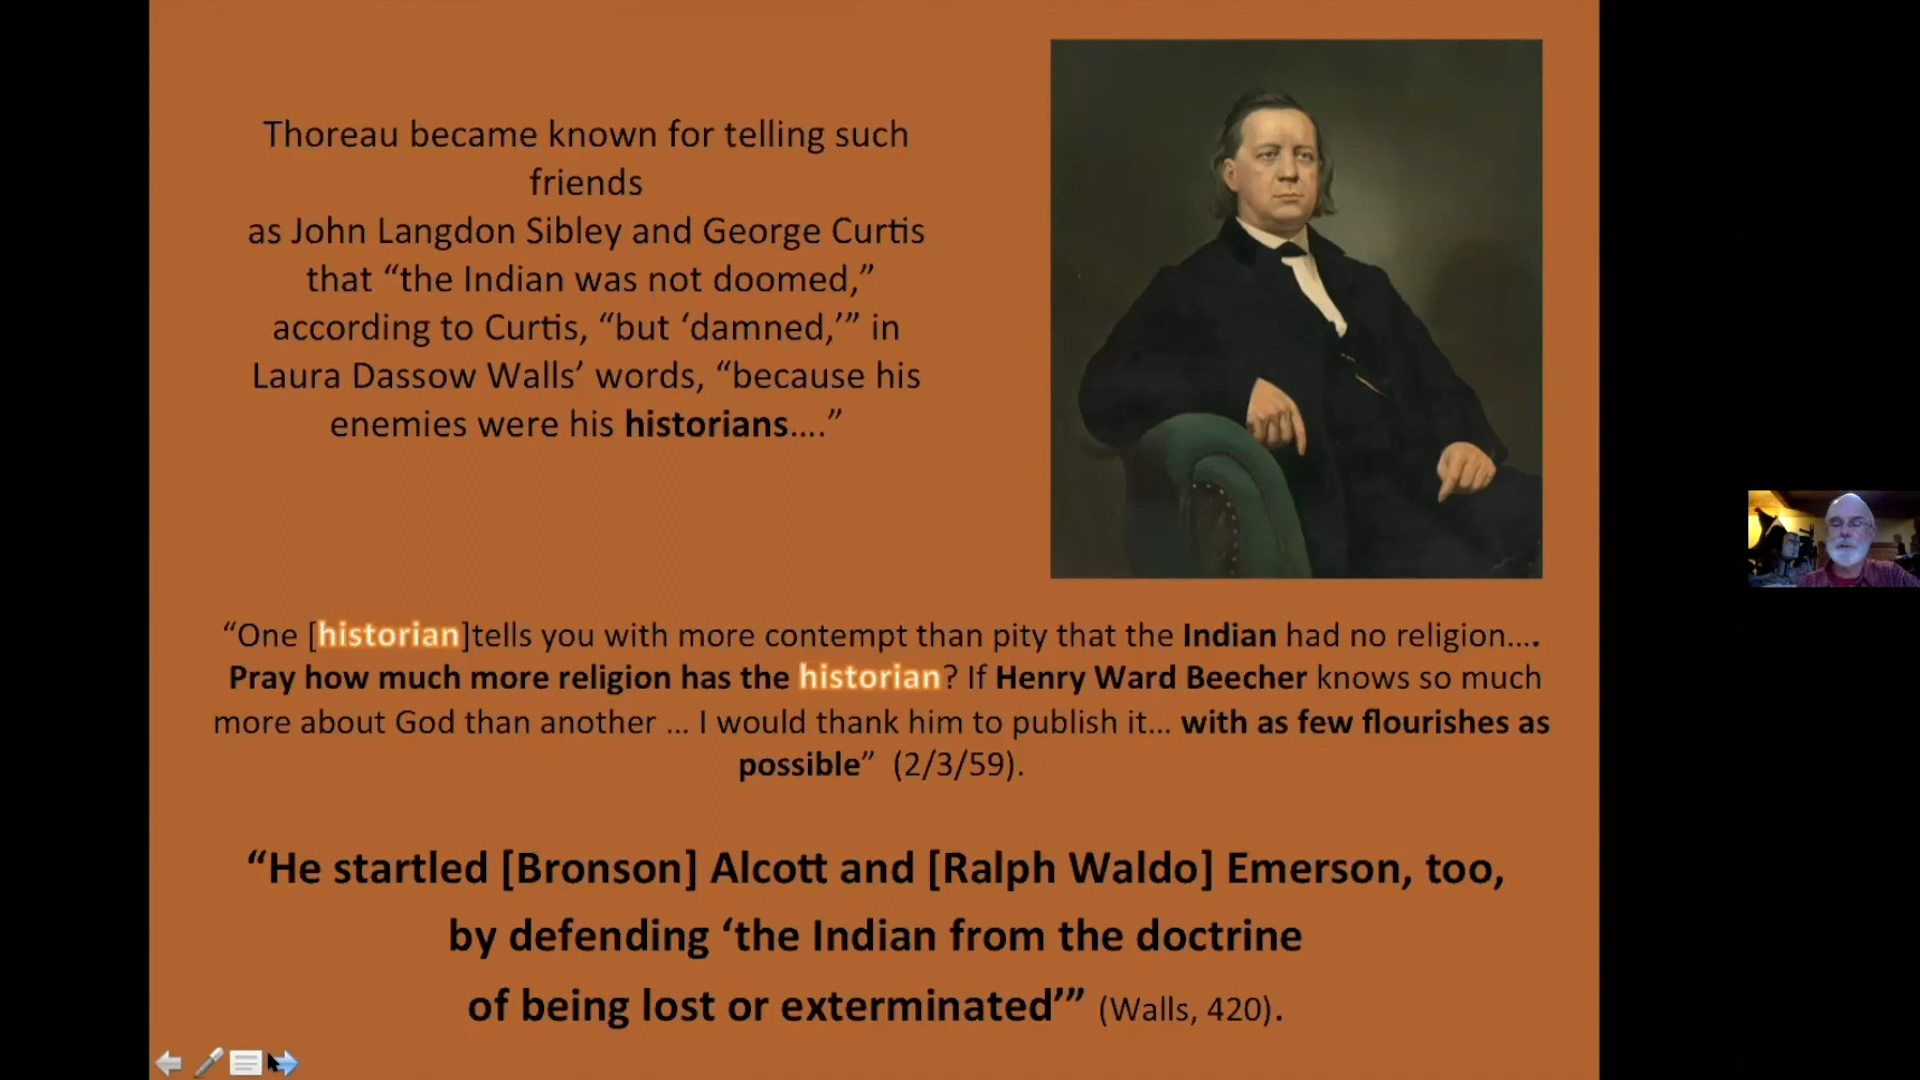 Thoreau became known for telling such
friends
as John Langdon Sibley and George Curtis
that “the Indian was not doomed,”
according to Curtis, “but ‘damned,’” in
Laura Dassow Walls’ words, “because his
enemies were his historians....”
“One [historian]tells you with more contempt than pity that the Indian had no religion....
Pray how much more religion has the historian? If Henry Ward Beecher knows so much
more about God than another ... I would thank him to publish it... with as few flourishes as
possible” (2/3/59).
“He startled [Bronson] Alcott and [Ralph Waldo] Emerson, too,
by defending ‘the Indian from the doctrine
of being lost or exterminated’” (Walls, 420).